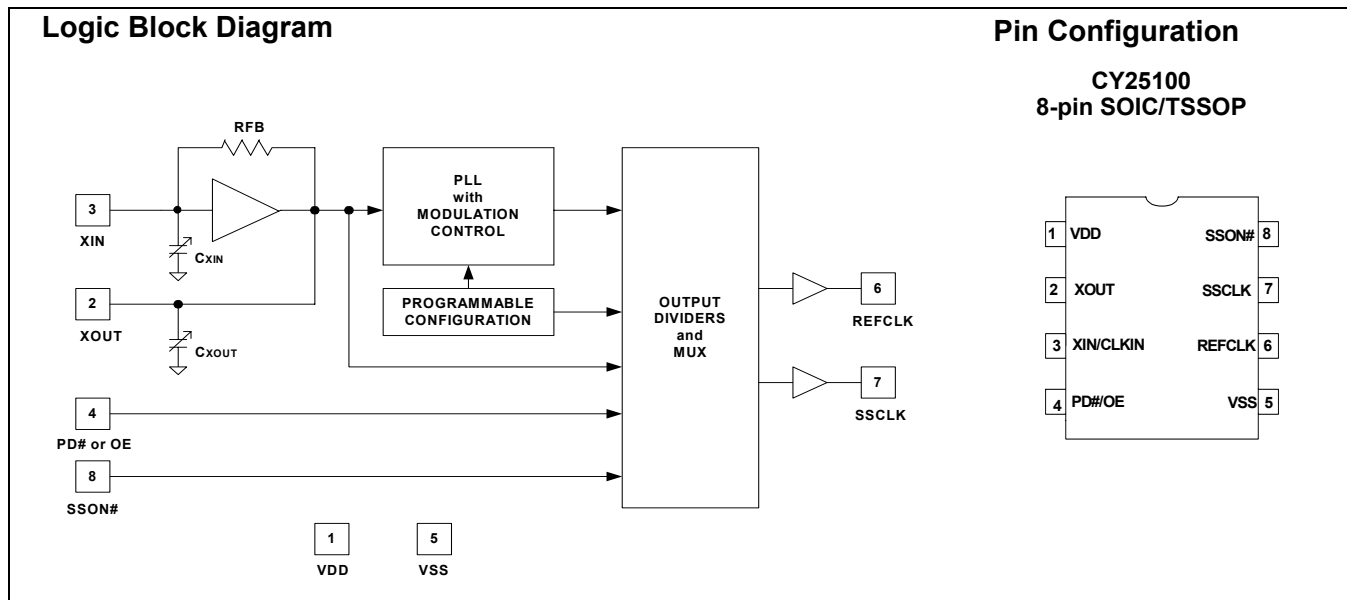 Logic Block Diagram
Pin Configuration
CY25100
8-pin SOIC/TSSOP
RFB
3
XIN
CXIN
2
XOUT
CXOUT
PLL
with
MODULATION
CONTROL
PROGRAMMABLE
CONFIGURATION
4
PD# or OE
8
SSON#
1
VDD
5
VSS
OUTPUT
DIVIDERS
and
MUX
6
REFCLK
7
SSCLK
1 VDD SSON# 8
2 XOUT SSCLK 7
3 XIN/CLKIN REFCLK 6
4 PD#/OE VSS 5